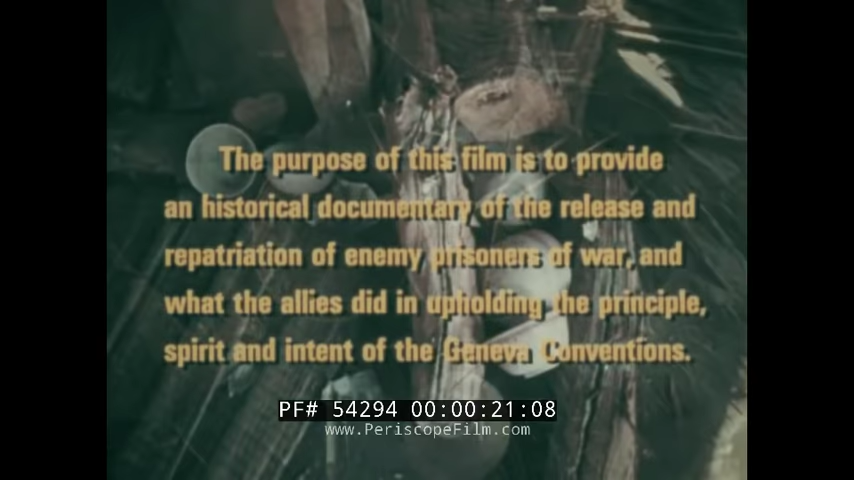 The purpose of this film is to provide
an historical documentary of the release and
repatriation of enemy prisoners of war, and
what the allies did in upholding the principle,
spirit and intent of the Geneva Conventions.
PF# 54294 00:00:21:08
www.PeriscopeFilm.com